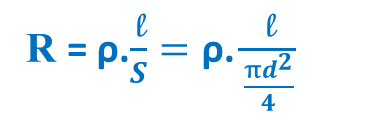 R = ρ.ℓ/S = ρ.ℓ/(πd²/4)